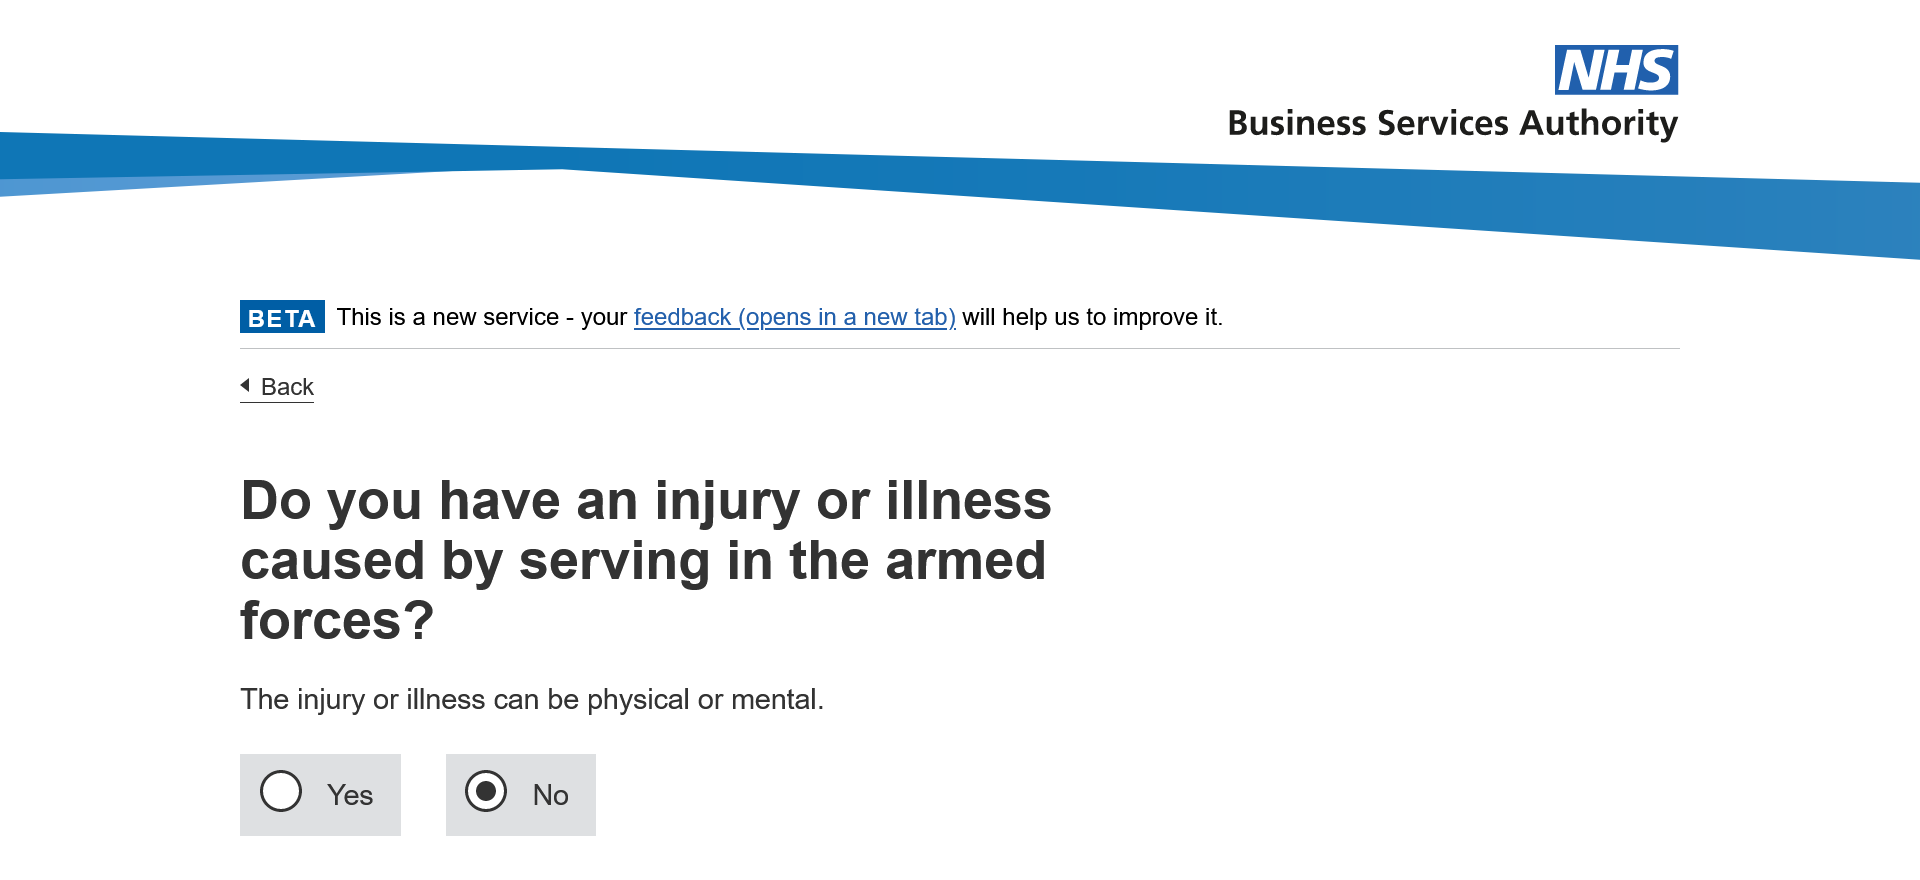 NHS
Business Services Authority
BETA This is a new service - your feedback (opens in a new tab) will help us to improve it.
Back
Do you have an injury or illness
caused by serving in the armed
forces?
The injury or illness can be physical or mental.
Yes No